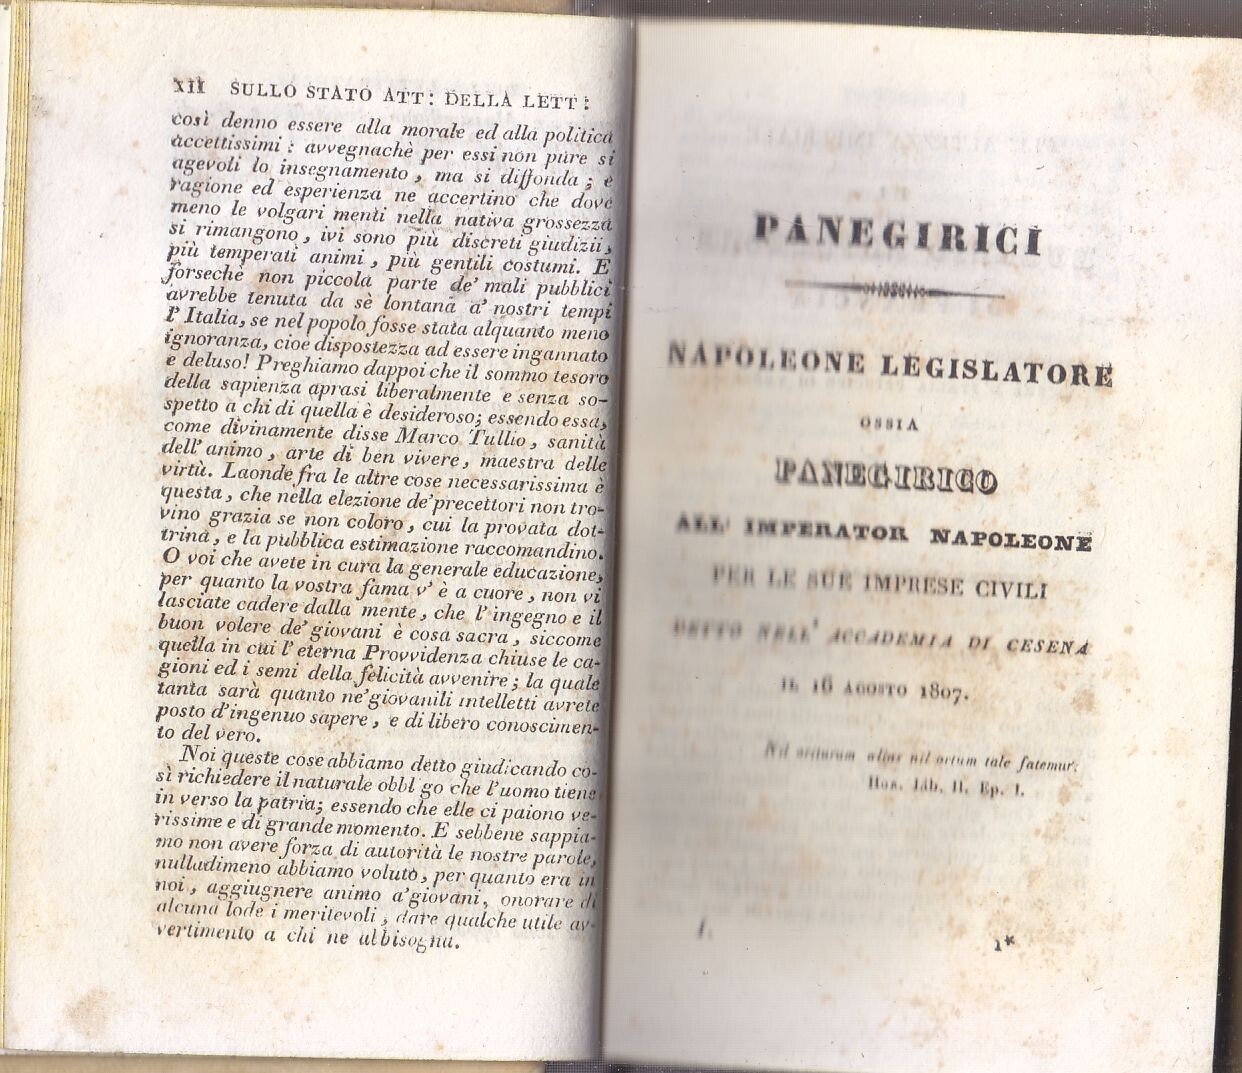 XII SULLO STATO ATT: DELLA LETT:
così denno essere alla morale ed alla politica
accettissimi: avvegnachè per essi non pure si
agevoli lo insegnamento, ma si diffonda; e
ragione ed esperienza ne accertino che dove
meno le volgari menti nella nativa grossezza
si rimangono, ivi sono più discreti giudizii,
più temperati animi, più gentili costumi. E
forsechè non piccola parte de' mali pubblici
avrebbe tenuta da sè lontana a' nostri tempi
l'Italia, se nel popolo fosse stata alquanto meno
ignoranza, cioe dispostezza ad essere ingannato
e deluso! Preghiamo dappoi che il sommo tesoro
della sapienza aprasi liberalmente e senza so-
spetto a chi di quella è desideroso; essendo essa,
come divinamente disse Marco Tullio, sanità
dell'animo, arte di ben vivere, maestra delle
virtù. Laonde fra le altre cose necessarissima è
questa, che nella elezione de'precettori non tro-
vino grazia se non coloro, cui la provata dot-
trina, e la pubblica estimazione raccomandino.
O voi che avete in cura la generale educazione,
per quanto la vostra fama v' è a cuore, non vi
lasciate cadere dalla mente, che l'ingegno e il
buon volere de' giovani è cosa sacra, siccome
quella in cui l'eterna Provvidenza chiuse le ca-
gioni ed i semi della felicità avvenire; la quale
tanta sarà quanto ne'giovanili intelletti avrete
posto d'ingenuo sapere, e di libero conoscimen-
to del vero.
Noi queste cose abbiamo detto giudicando co-
sì richiedere il naturale obbl go che l'uomo tiene
in verso la patria; essendo che elle ci paiono ve-
rissime e di grande momento. E sebbene sappia-
mo non avere forza di autorità le nostre parole,
nulladimeno abbiamo voluto, per quanto era in
noi, aggiugnere animo a'giovani, onorare di
alcuna lode i meritevoli, dare qualche utile av-
vertimento a chi ne abbisogna.
PANEGIRICI
NAPOLEONE LEGISLATORE
OSSIA
PANEGIRICO
ALL' IMPERATOR NAPOLEONE
PER LE SUE IMPRESE CIVILI
DETTO NELL' ACCADEMIA DI CESENA
IL 16 AGOSTO 1807.
Nil oriturum alias nil ortum tale fatemur.
Hor. Lib. II. Ep. I.
I.
1*